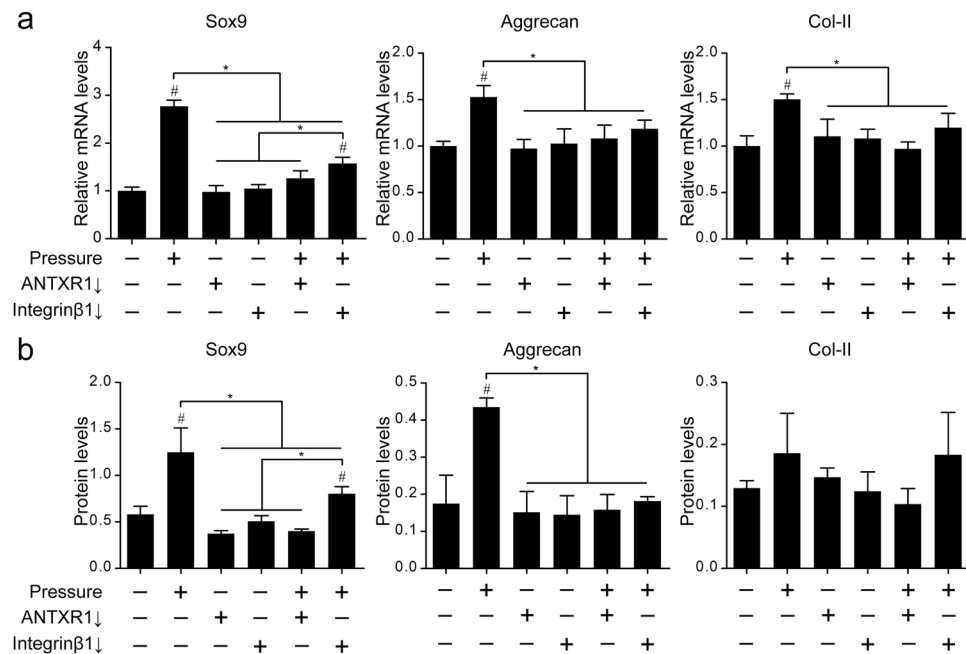 a
Sox9 Aggrecan Col-II
Relative mRNA levels
4
3
2
1
0
*
#
*
#
Relative mRNA levels
2.0
1.5
1.0
0.5
0.0
*
#
Relative mRNA levels
2.0
1.5
1.0
0.5
0.0
*
#
Pressure − + − − + + − + − − + + − + − − + +
ANTXR1↓ − − + − + − − − + − + − − − + − + −
Integrinβ1↓ − − − + − + − − − + − + − − − + − +
b
Sox9 Aggrecan Col-II
Protein levels
2.0
1.5
1.0
0.5
0.0
*
#
*
#
Protein levels
0.5
0.4
0.3
0.2
0.1
0.0
*
#
Protein levels
0.3
0.2
0.1
0.0
Pressure − + − − + + − + − − + + − + − − + +
ANTXR1↓ − − + − + − − − + − + − − − + − + −
Integrinβ1↓ − − − + − + − − − + − + − − − + − +